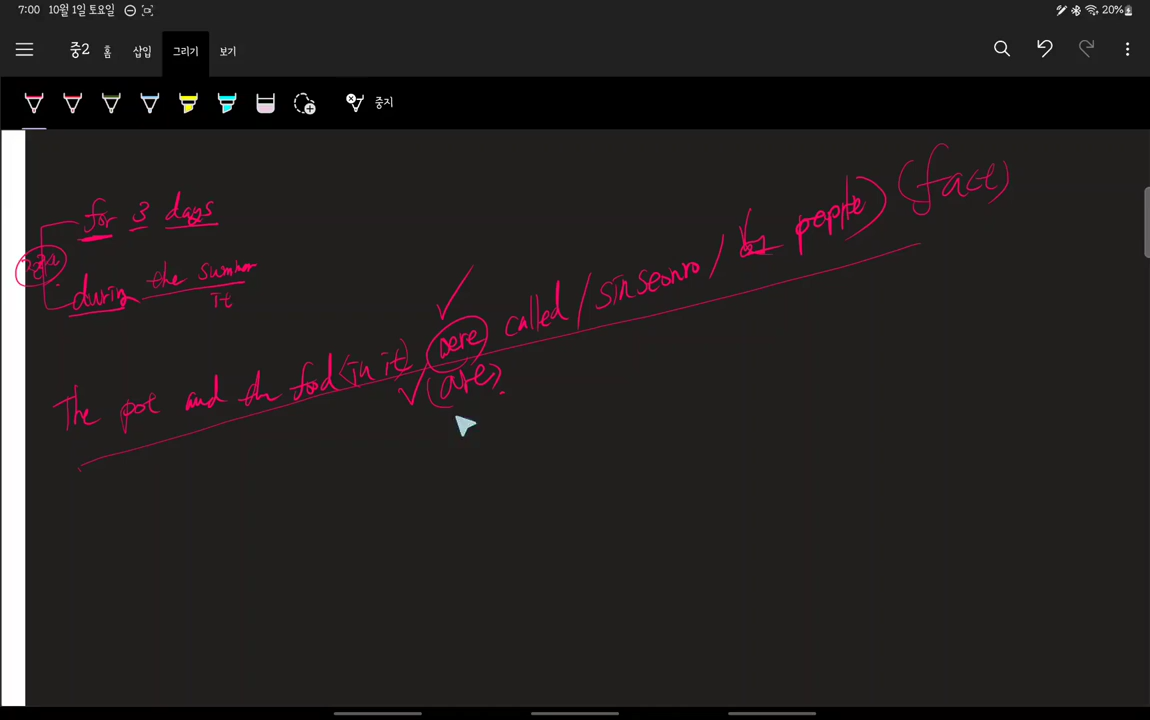 7:00 10월 1일 토요일 20%
중2 홈 삽입 그리기 보기
중지
for 3 days
during the summer
It
The pot and the food (in it) were called / sinseonro / by people) (fact)
(are).